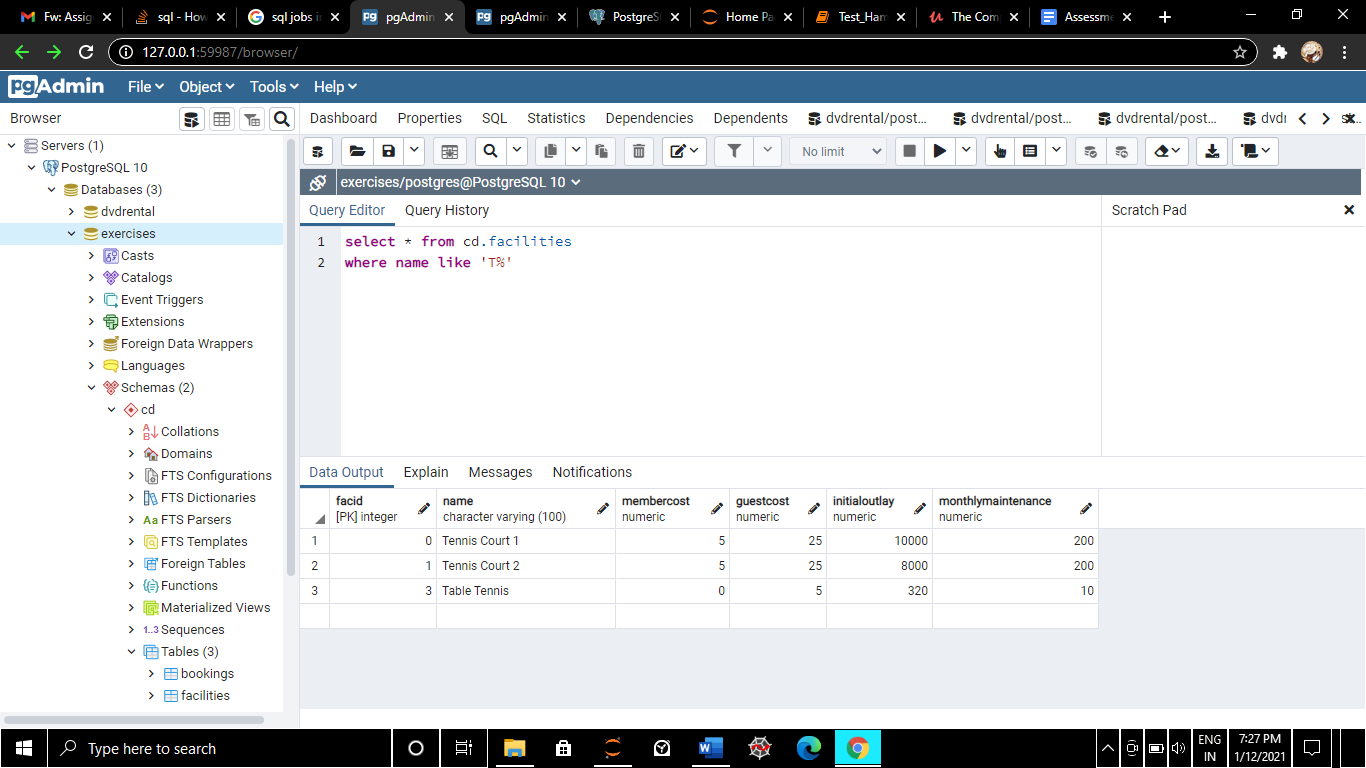 Fw: Assig
sql - How
sql jobs i
pgAdmin
pgAdmin
PostgreS
Home Pa
Test_Ham
The Com
Assessme
127.0.0.1:59987/browser/
pgAdmin
File
Object
Tools
Help
Browser
Dashboard
Properties
SQL
Statistics
Dependencies
Dependents
dvdrental/post...
dvdrental/post...
dvdrental/post...
dvdr
No limit
exercises/postgres@PostgreSQL 10
Query Editor
Query History
Scratch Pad
1 select * from cd.facilities
2 where name like 'T%'
Servers (1)
PostgreSQL 10
Databases (3)
dvdrental
exercises
Casts
Catalogs
Event Triggers
Extensions
Foreign Data Wrappers
Languages
Schemas (2)
cd
Collations
Domains
FTS Configurations
FTS Dictionaries
FTS Parsers
FTS Templates
Foreign Tables
Functions
Materialized Views
1..3 Sequences
Tables (3)
bookings
facilities
Data Output
Explain
Messages
Notifications
facid name membercost guestcost initialoutlay monthlymaintenance
[PK] integer character varying (100) numeric numeric numeric numeric
1 0 Tennis Court 1 5 25 10000 200
2 1 Tennis Court 2 5 25 8000 200
3 3 Table Tennis 0 5 320 10
Type here to search
ENG
IN
7:27 PM
1/12/2021